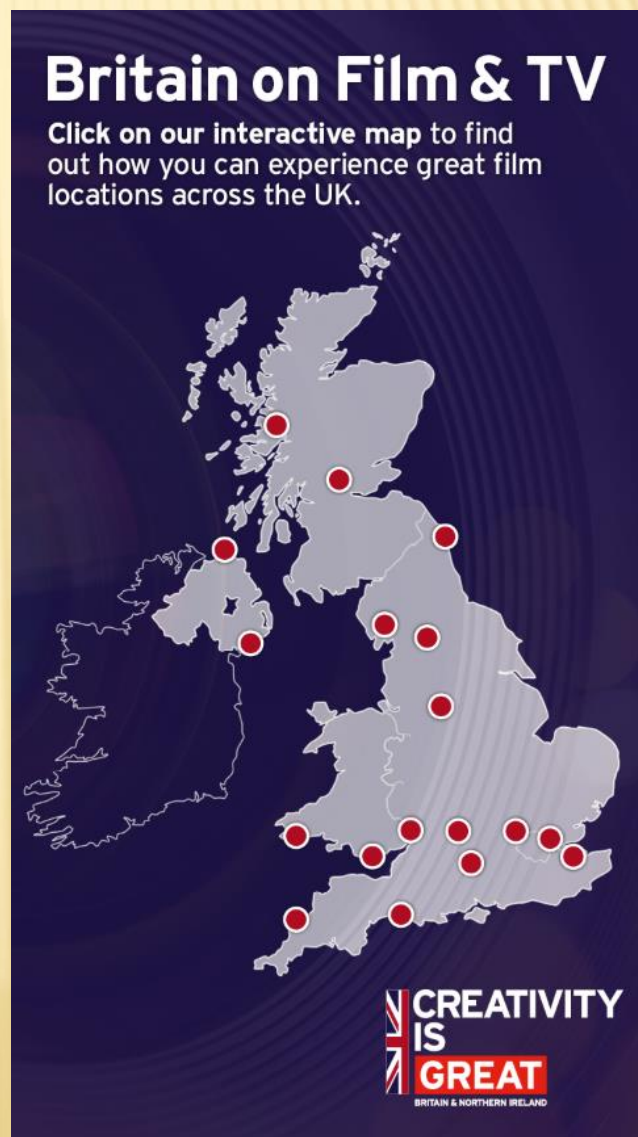 Britain on Film & TV
Click on our interactive map to find
out how you can experience great film
locations across the UK.
CREATIVITY
IS
GREAT
BRITAIN & NORTHERN IRELAND